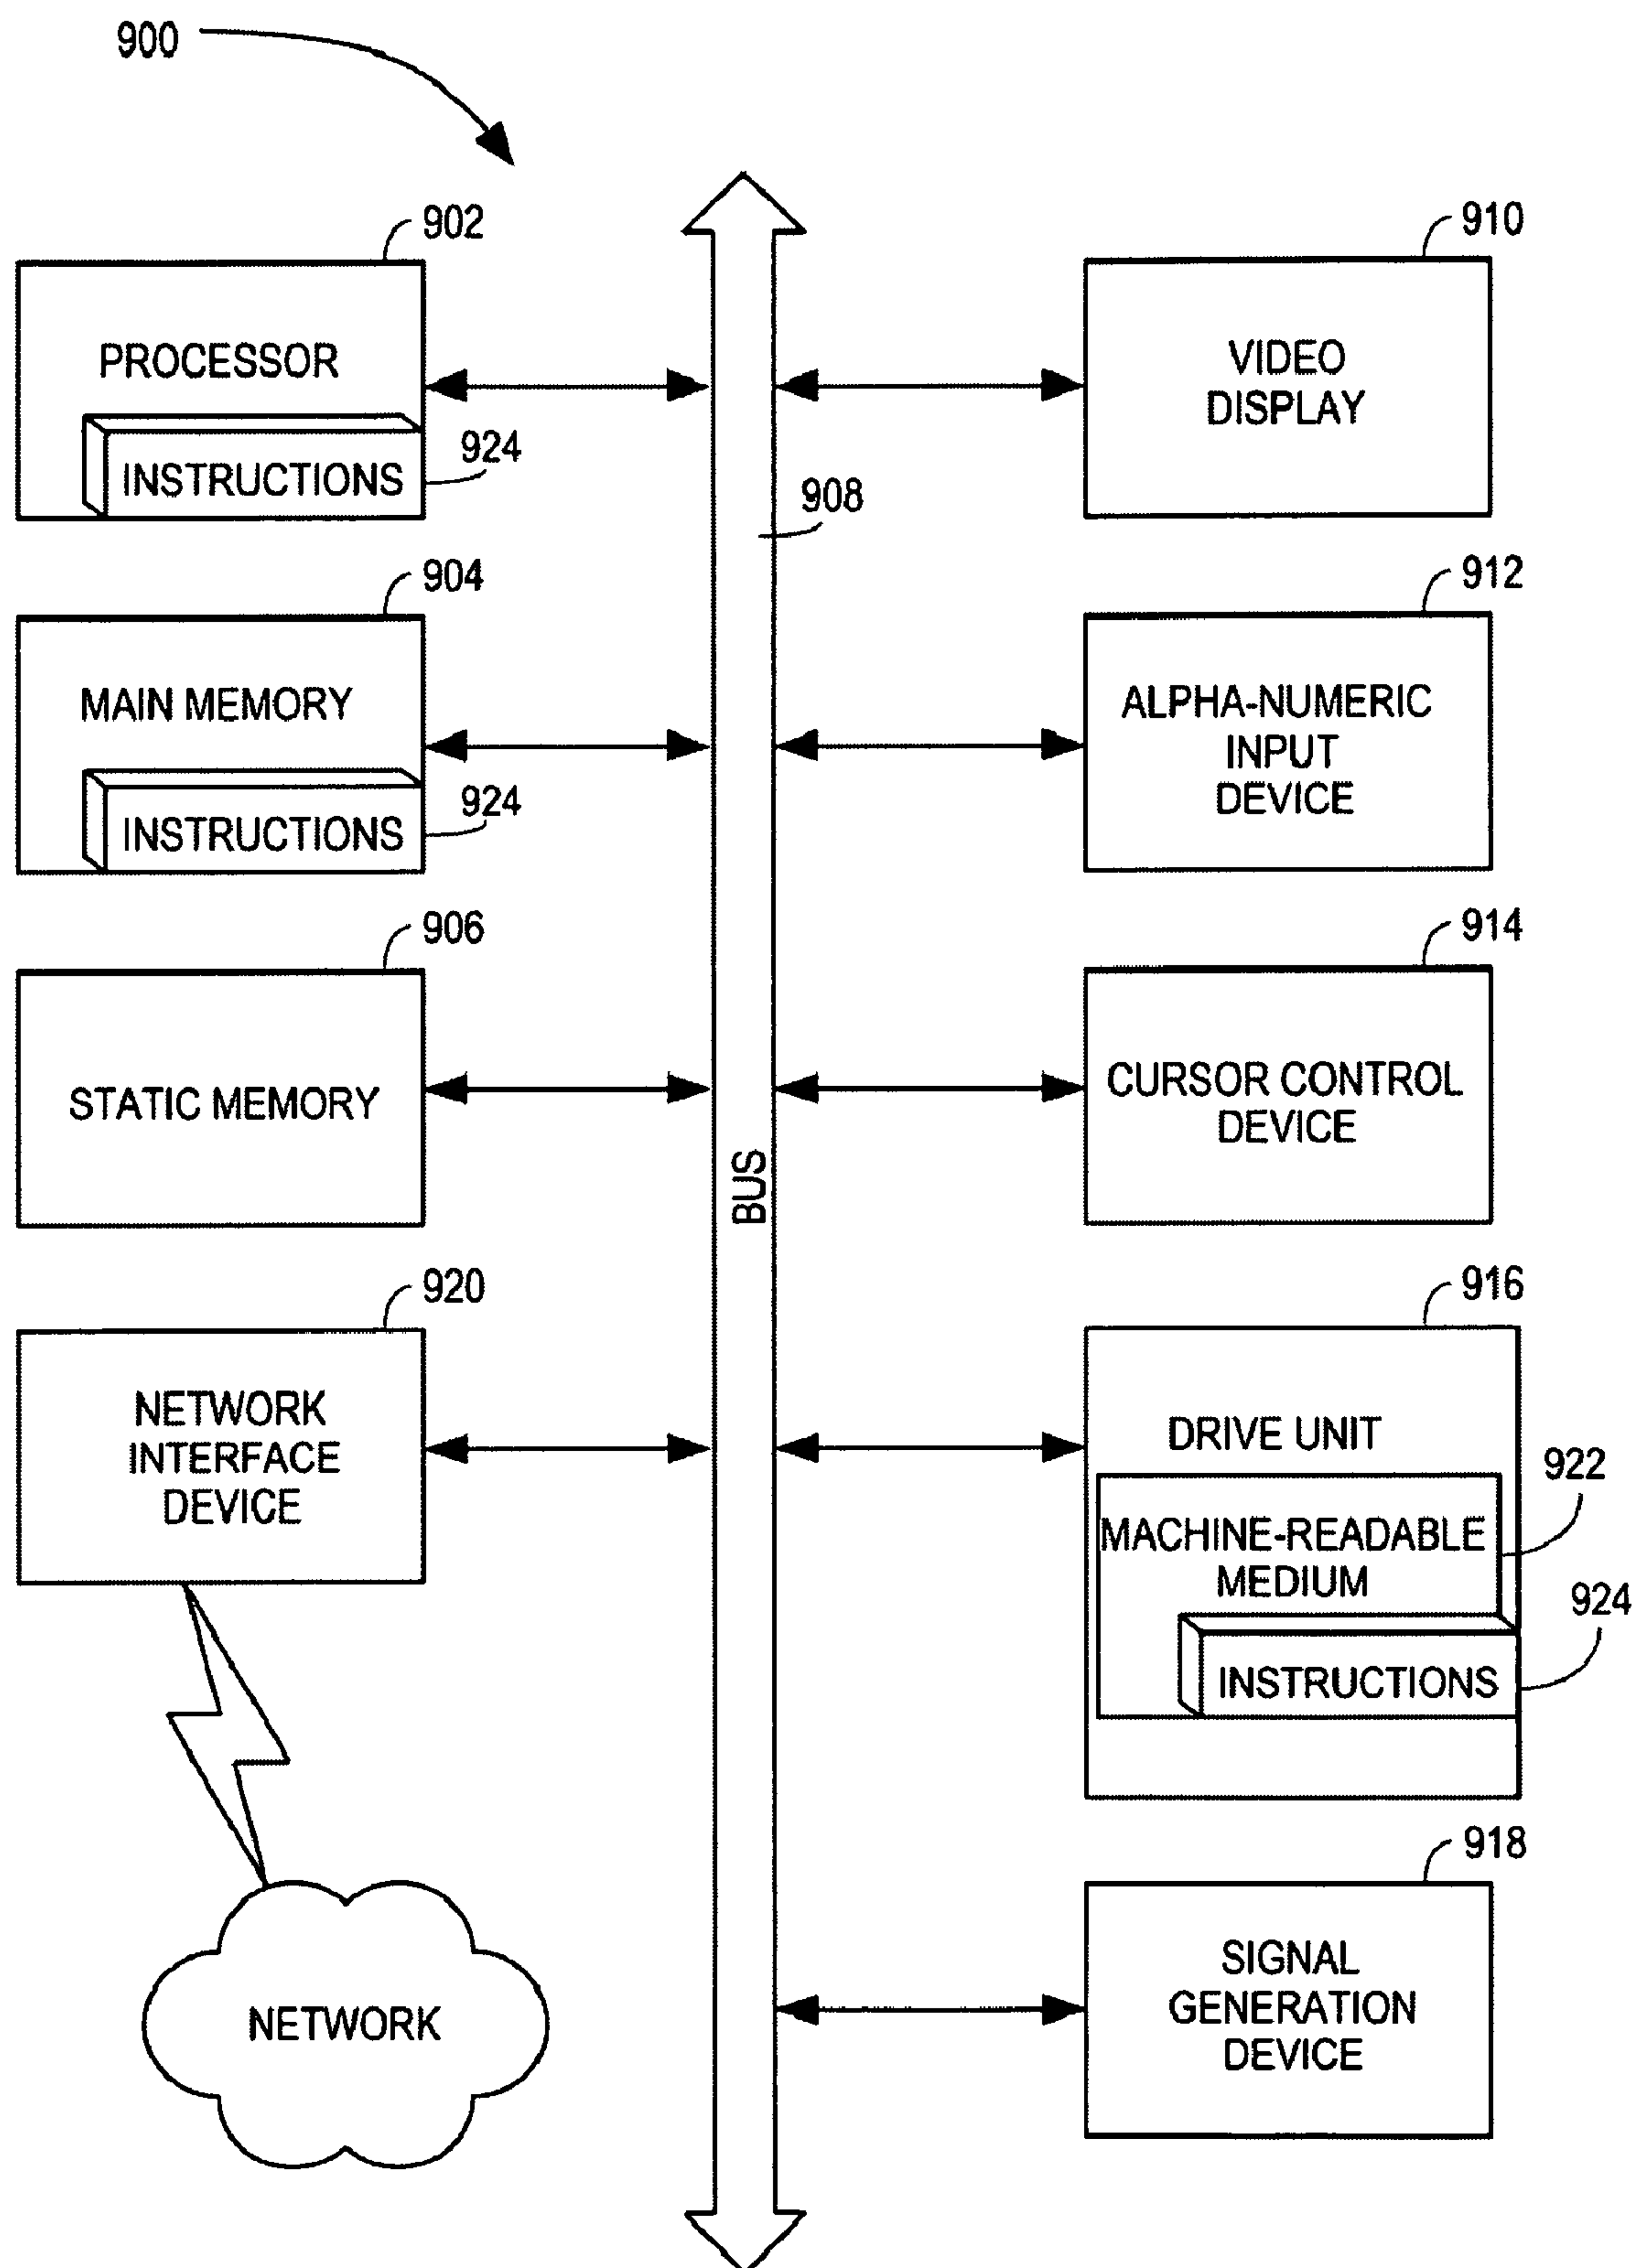 900
902
PROCESSOR
INSTRUCTIONS
924
904
MAIN MEMORY
INSTRUCTIONS
924
906
STATIC MEMORY
920
NETWORK
INTERFACE
DEVICE
NETWORK
908
BUS
910
VIDEO
DISPLAY
912
ALPHA-NUMERIC
INPUT
DEVICE
914
CURSOR CONTROL
DEVICE
916
DRIVE UNIT
922
MACHINE-READABLE
MEDIUM
924
INSTRUCTIONS
918
SIGNAL
GENERATION
DEVICE